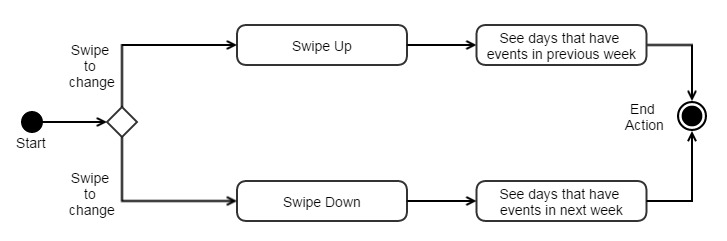 Swipe
to
change
Swipe Up
See days that have
events in previous week
Start
End
Action
Swipe
to
change
Swipe Down
See days that have
events in next week